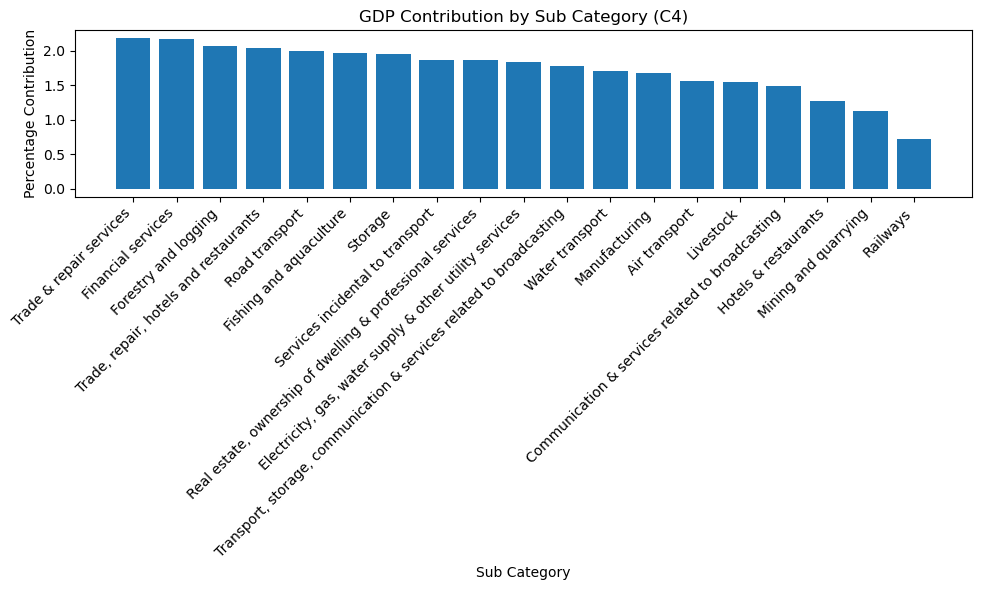 GDP Contribution by Sub Category (C4)
Percentage Contribution
2.0
1.5
1.0
0.5
0.0
Trade & repair services
Financial services
Forestry and logging
Trade, repair, hotels and restaurants
Road transport
Fishing and aquaculture
Storage
Services incidental to transport
Real estate, ownership of dwelling & professional services
Electricity, gas, water supply & other utility services
Transport, storage, communication & services related to broadcasting
Water transport
Manufacturing
Air transport
Livestock
Communication & services related to broadcasting
Hotels & restaurants
Mining and quarrying
Railways
Sub Category